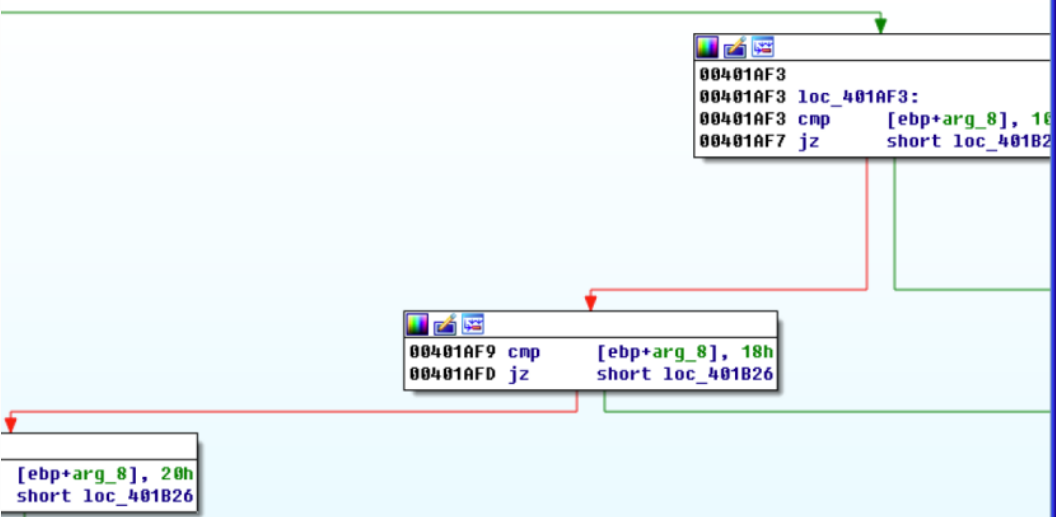 00401AF3
00401AF3 loc_401AF3:
00401AF3 cmp [ebp+arg_8], 10
00401AF7 jz short loc_401B2
00401AF9 cmp [ebp+arg_8], 18h
00401AFD jz short loc_401B26
[ebp+arg_8], 20h
short loc_401B26